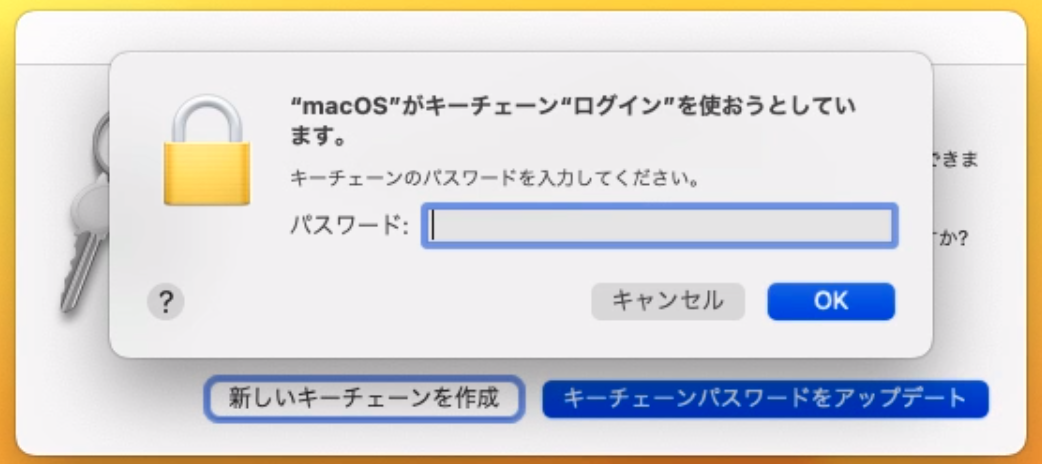 “macOS”がキーチェーン“ログイン”を使おうとしてい
ます。
できま
キーチェーンのパスワードを入力してください。
パスワード:
すか?
?
キャンセル
OK
新しいキーチェーンを作成
キーチェーンパスワードをアップデート